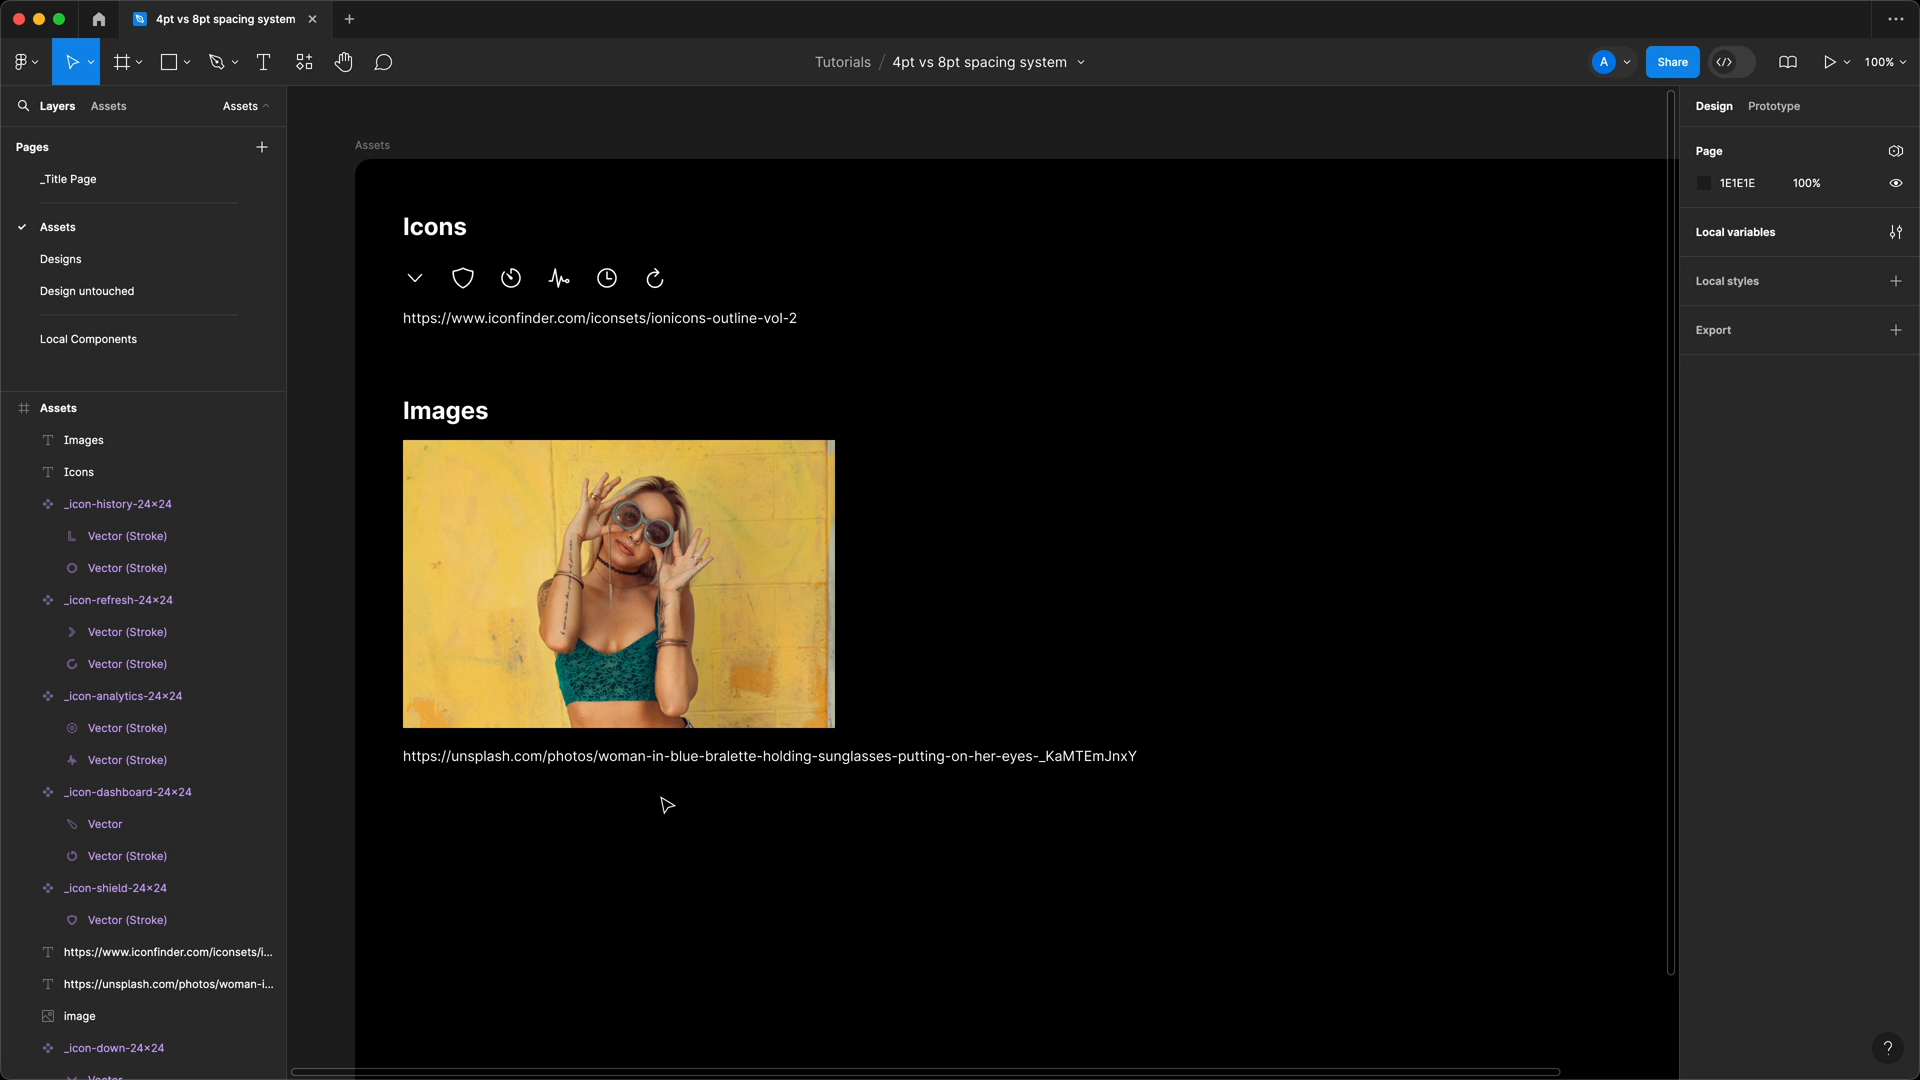 4pt vs 8pt spacing system
Tutorials / 4pt vs 8pt spacing system
A
Share
100%
Layers Assets Assets
Pages
_Title Page
Assets
Designs
Design untouched
Local Components
Assets
Images
Icons
_icon-history-24×24
Vector (Stroke)
Vector (Stroke)
_icon-refresh-24×24
Vector (Stroke)
Vector (Stroke)
_icon-analytics-24×24
Vector (Stroke)
Vector (Stroke)
_icon-dashboard-24×24
Vector
Vector (Stroke)
_icon-shield-24×24
Vector (Stroke)
https://www.iconfinder.com/iconsets/i...
https://unsplash.com/photos/woman-i...
image
_icon-down-24×24
Vector
Assets
Icons
https://www.iconfinder.com/iconsets/ionicons-outline-vol-2
Images
https://unsplash.com/photos/woman-in-blue-bralette-holding-sunglasses-putting-on-her-eyes-_KaMTEmJnxY
Design Prototype
Page
1E1E1E 100%
Local variables
Local styles
Export
?